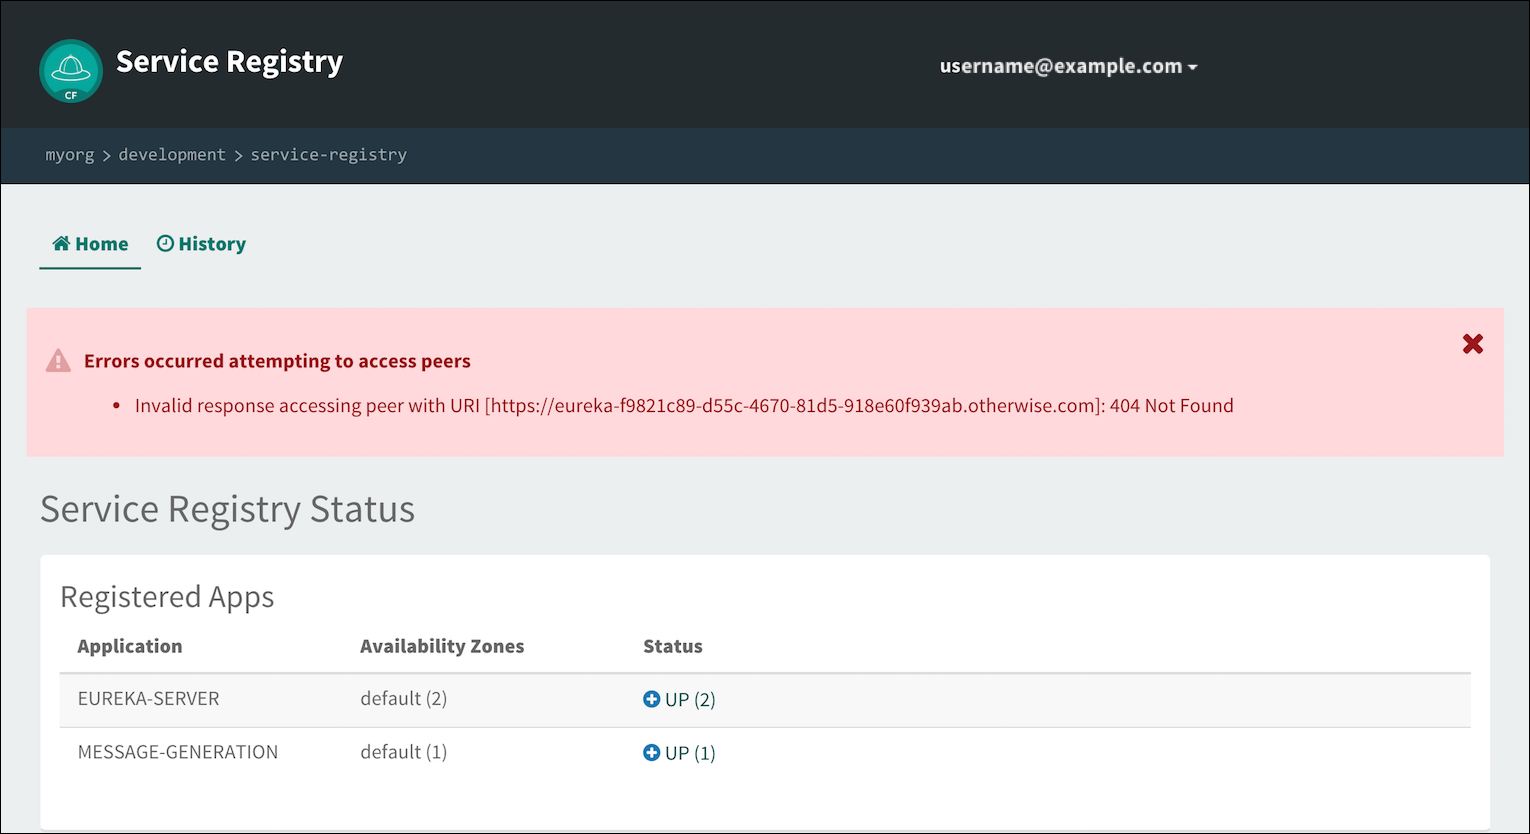 CF
Service Registry
username@example.com
myorg > development > service-registry
Home
History
Errors occurred attempting to access peers
• Invalid response accessing peer with URI [https://eureka-f9821c89-d55c-4670-81d5-918e60f939ab.otherwise.com]: 404 Not Found
Service Registry Status
Registered Apps
Application Availability Zones Status
EUREKA-SERVER default (2) UP (2)
MESSAGE-GENERATION default (1) UP (1)